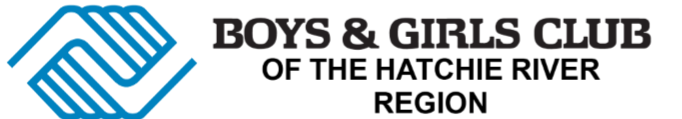 BOYS & GIRLS CLUB
OF THE HATCHIE RIVER
REGION